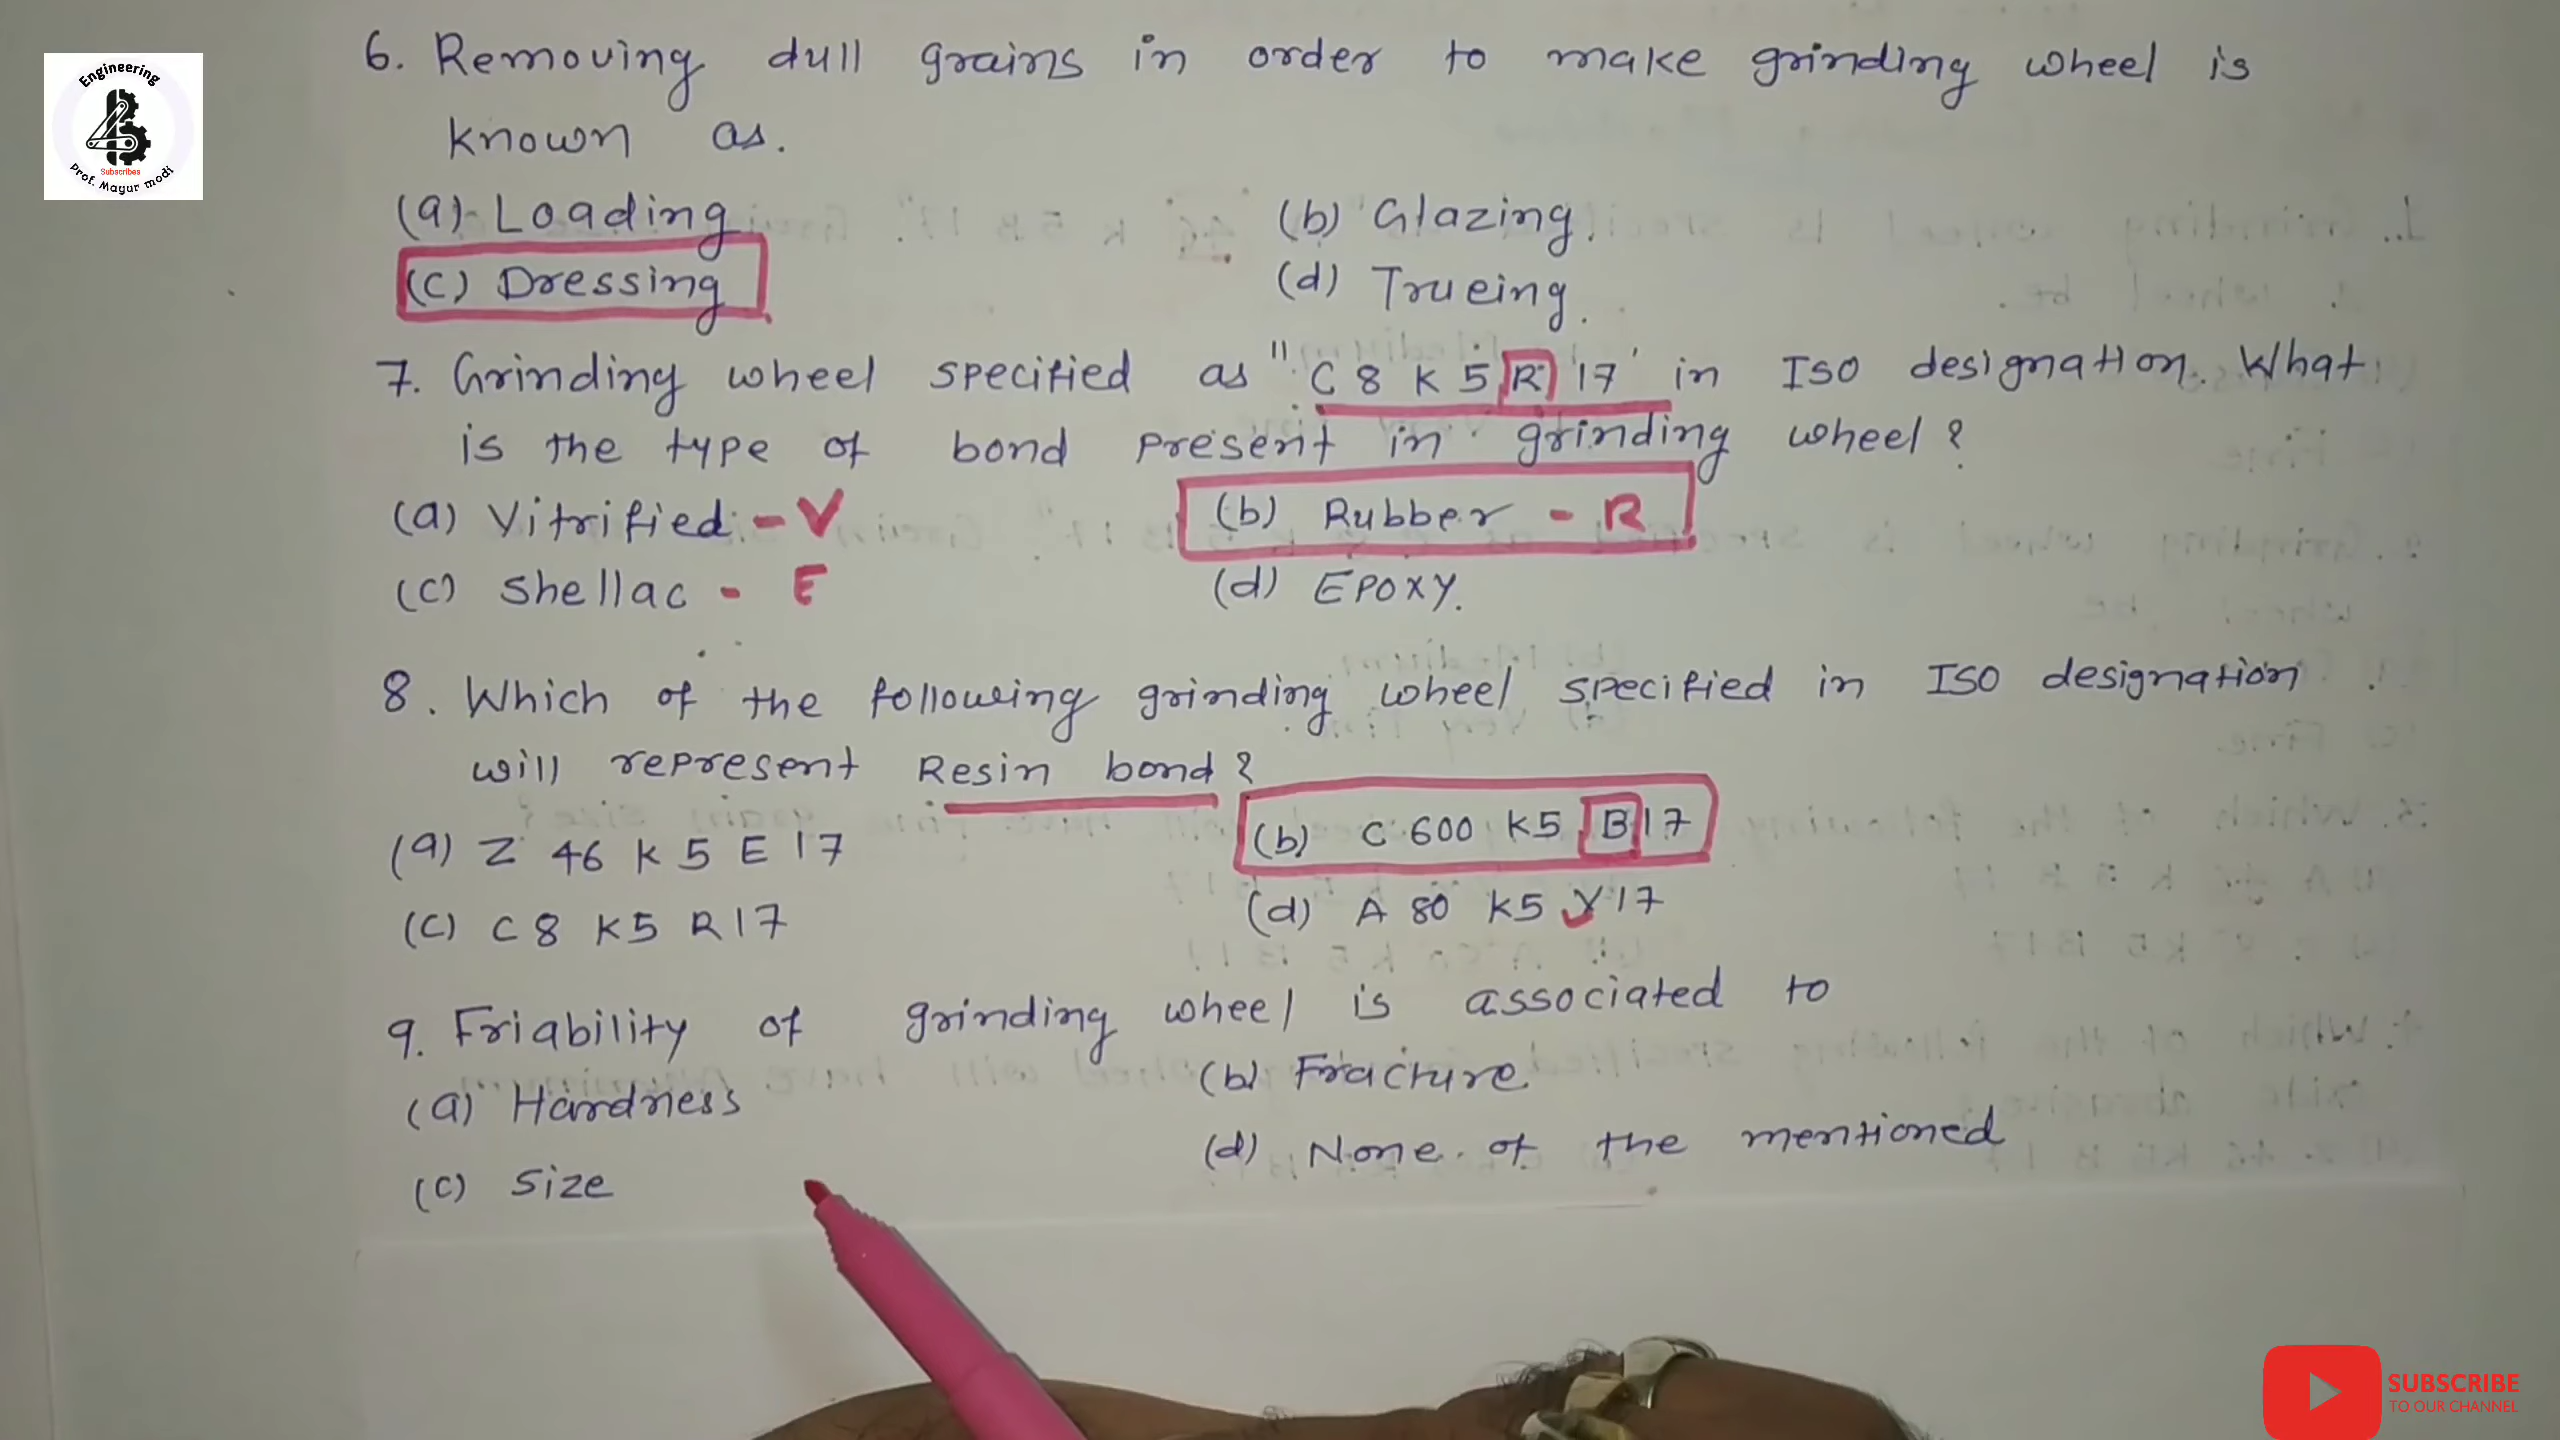 Engineering
Subscribes
Prof. Mayur modi
6. Removing dull grains in order to make grinding wheel is
known as.
(a) Loading
(b) Glazing.
(c) Dressing
(d) Trueing.
7. Grinding wheel specified as "C 8 K 5 R 17' in ISO designation. What
is the type of bond present in grinding wheel?
(a) Vitrified - V
(b) Rubber - R
(c) Shellac - E
(d) EPOXY.
8. Which of the following grinding wheel specified in ISO designation
will represent Resin bond?
(a) Z 46 K 5 E 17
(b) C 600 K5 B 17
(c) C 8 K5 R17
(d) A 80 K5 V 17
9. Friability of grinding wheel is associated to
(a) Hardness
(b) Fracture
(c) Size
(d) None of the mentioned
SUBSCRIBE
TO OUR CHANNEL